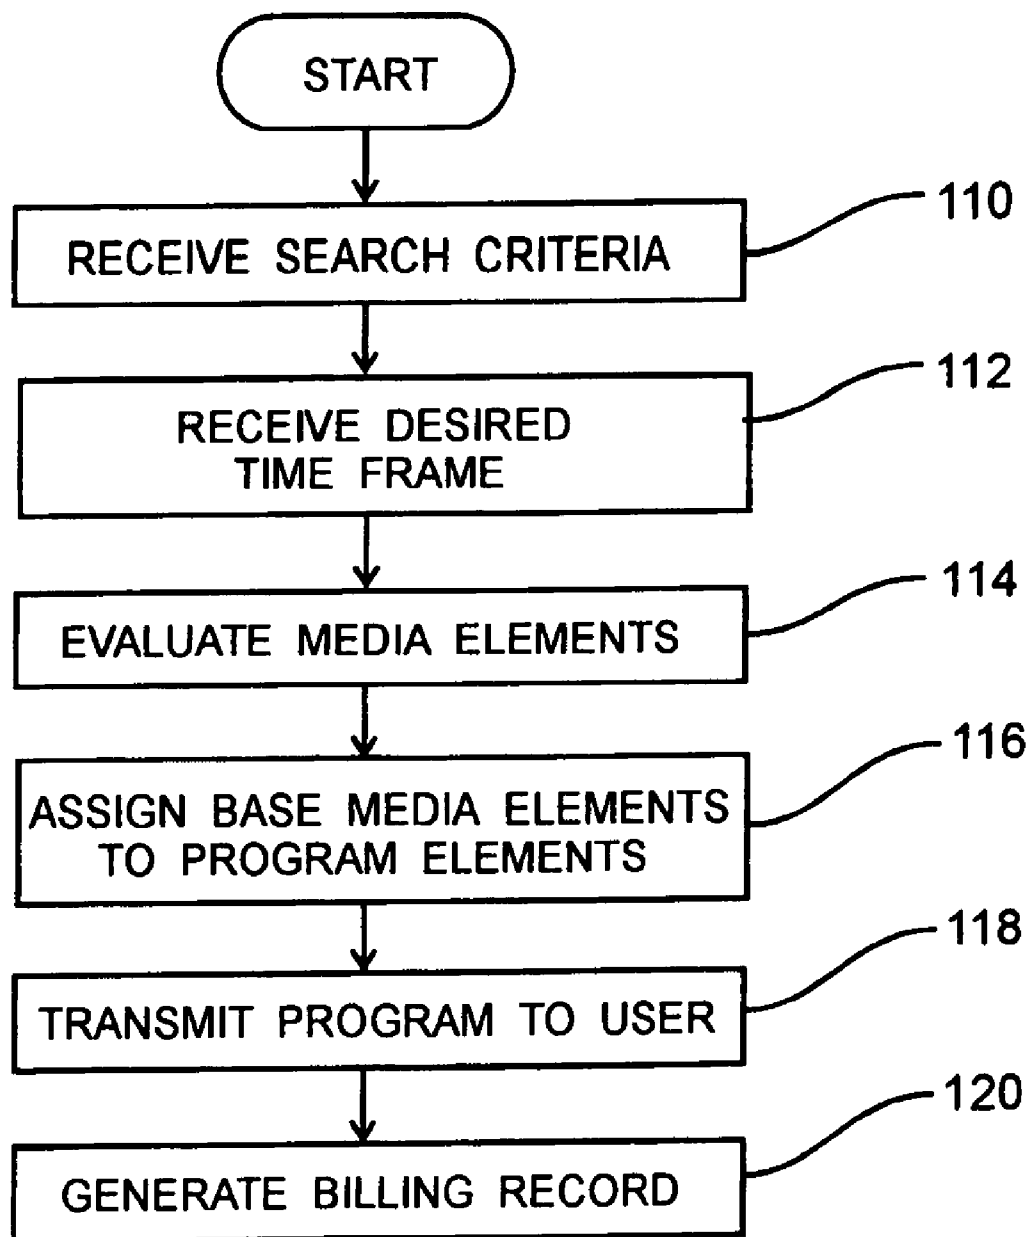 START
110
RECEIVE SEARCH CRITERIA
112
RECEIVE DESIRED
TIME FRAME
114
EVALUATE MEDIA ELEMENTS
116
ASSIGN BASE MEDIA ELEMENTS
TO PROGRAM ELEMENTS
118
TRANSMIT PROGRAM TO USER
120
GENERATE BILLING RECORD